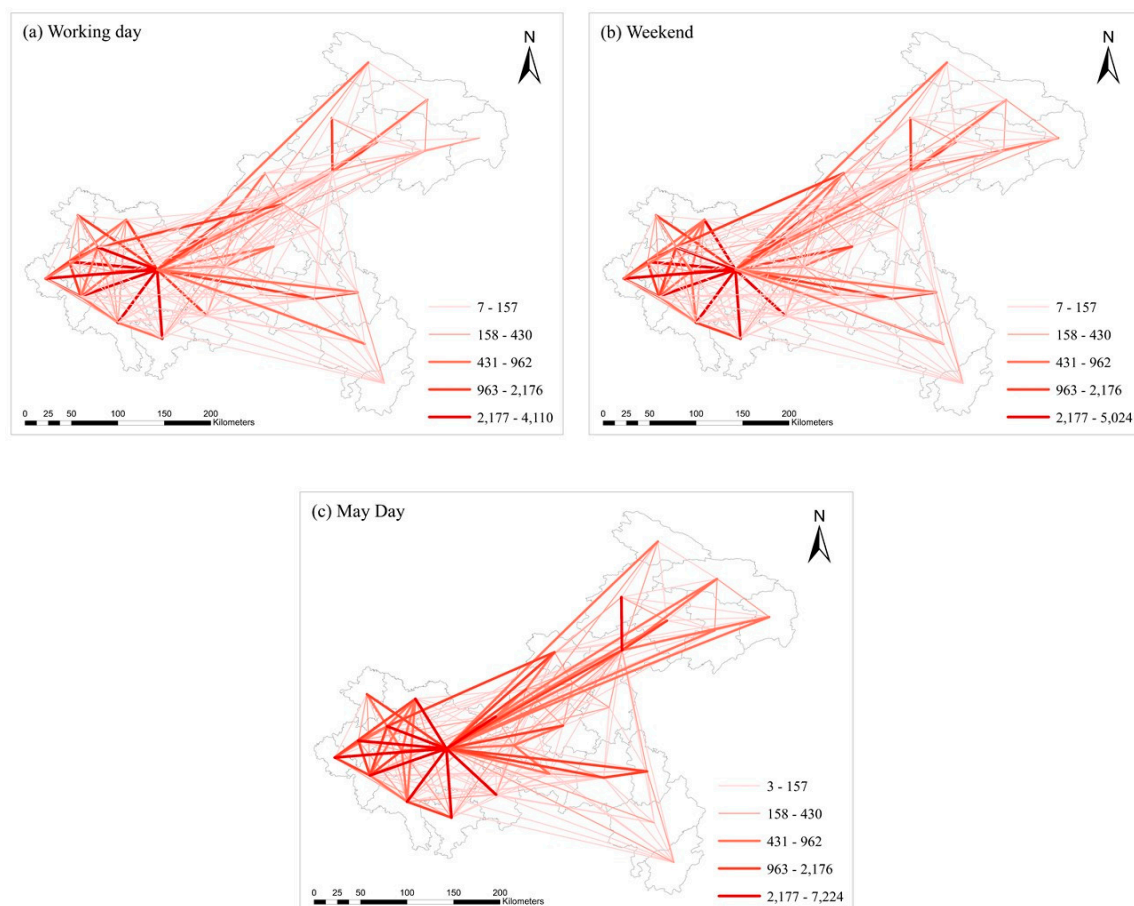 (a) Working day
N
7 - 157
158 - 430
431 - 962
963 - 2,176
2,177 - 4,110
0 25 50 100 150 200
Kilometers
(b) Weekend
N
7 - 157
158 - 430
431 - 962
963 - 2,176
2,177 - 5,024
0 25 50 100 150 200
Kilometers
(c) May Day
N
3 - 157
158 - 430
431 - 962
963 - 2,176
2,177 - 7,224
0 25 50 100 150 200
Kilometers